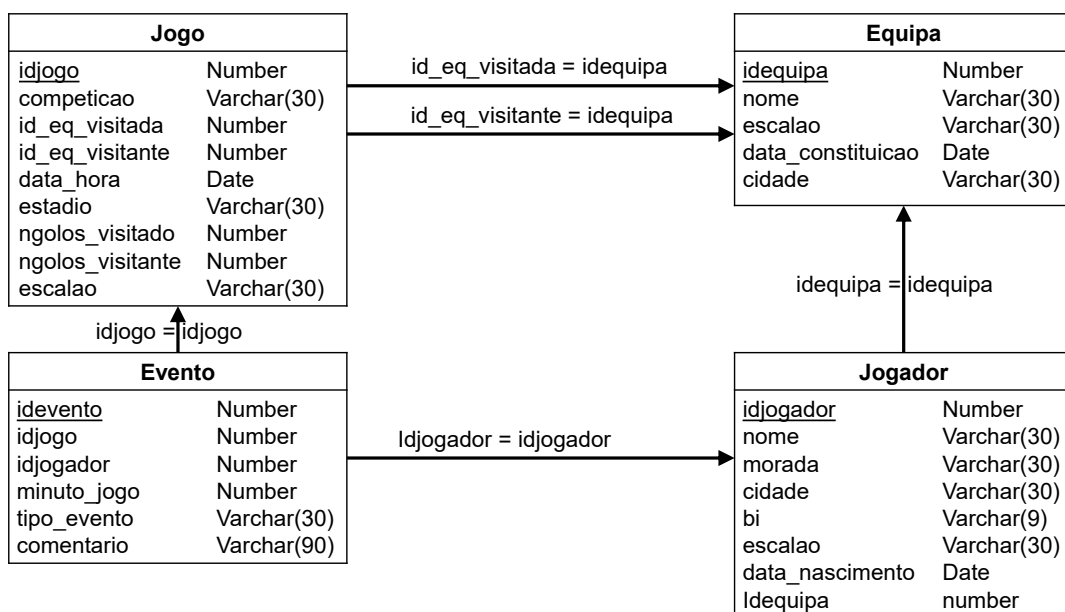 Jogo
idjogo Number
competicao Varchar(30)
id_eq_visitada Number
id_eq_visitante Number
data_hora Date
estadio Varchar(30)
ngolos_visitado Number
ngolos_visitante Number
escalao Varchar(30)
id_eq_visitada = idequipa
id_eq_visitante = idequipa
Equipa
idequipa Number
nome Varchar(30)
escalao Varchar(30)
data_constituicao Date
cidade Varchar(30)
idjogo = idjogo
idequipa = idequipa
Evento
idevento Number
idjogo Number
idjogador Number
minuto_jogo Number
tipo_evento Varchar(30)
comentario Varchar(90)
Idjogador = idjogador
Jogador
idjogador Number
nome Varchar(30)
morada Varchar(30)
cidade Varchar(30)
bi Varchar(9)
escalao Varchar(30)
data_nascimento Date
Idequipa number